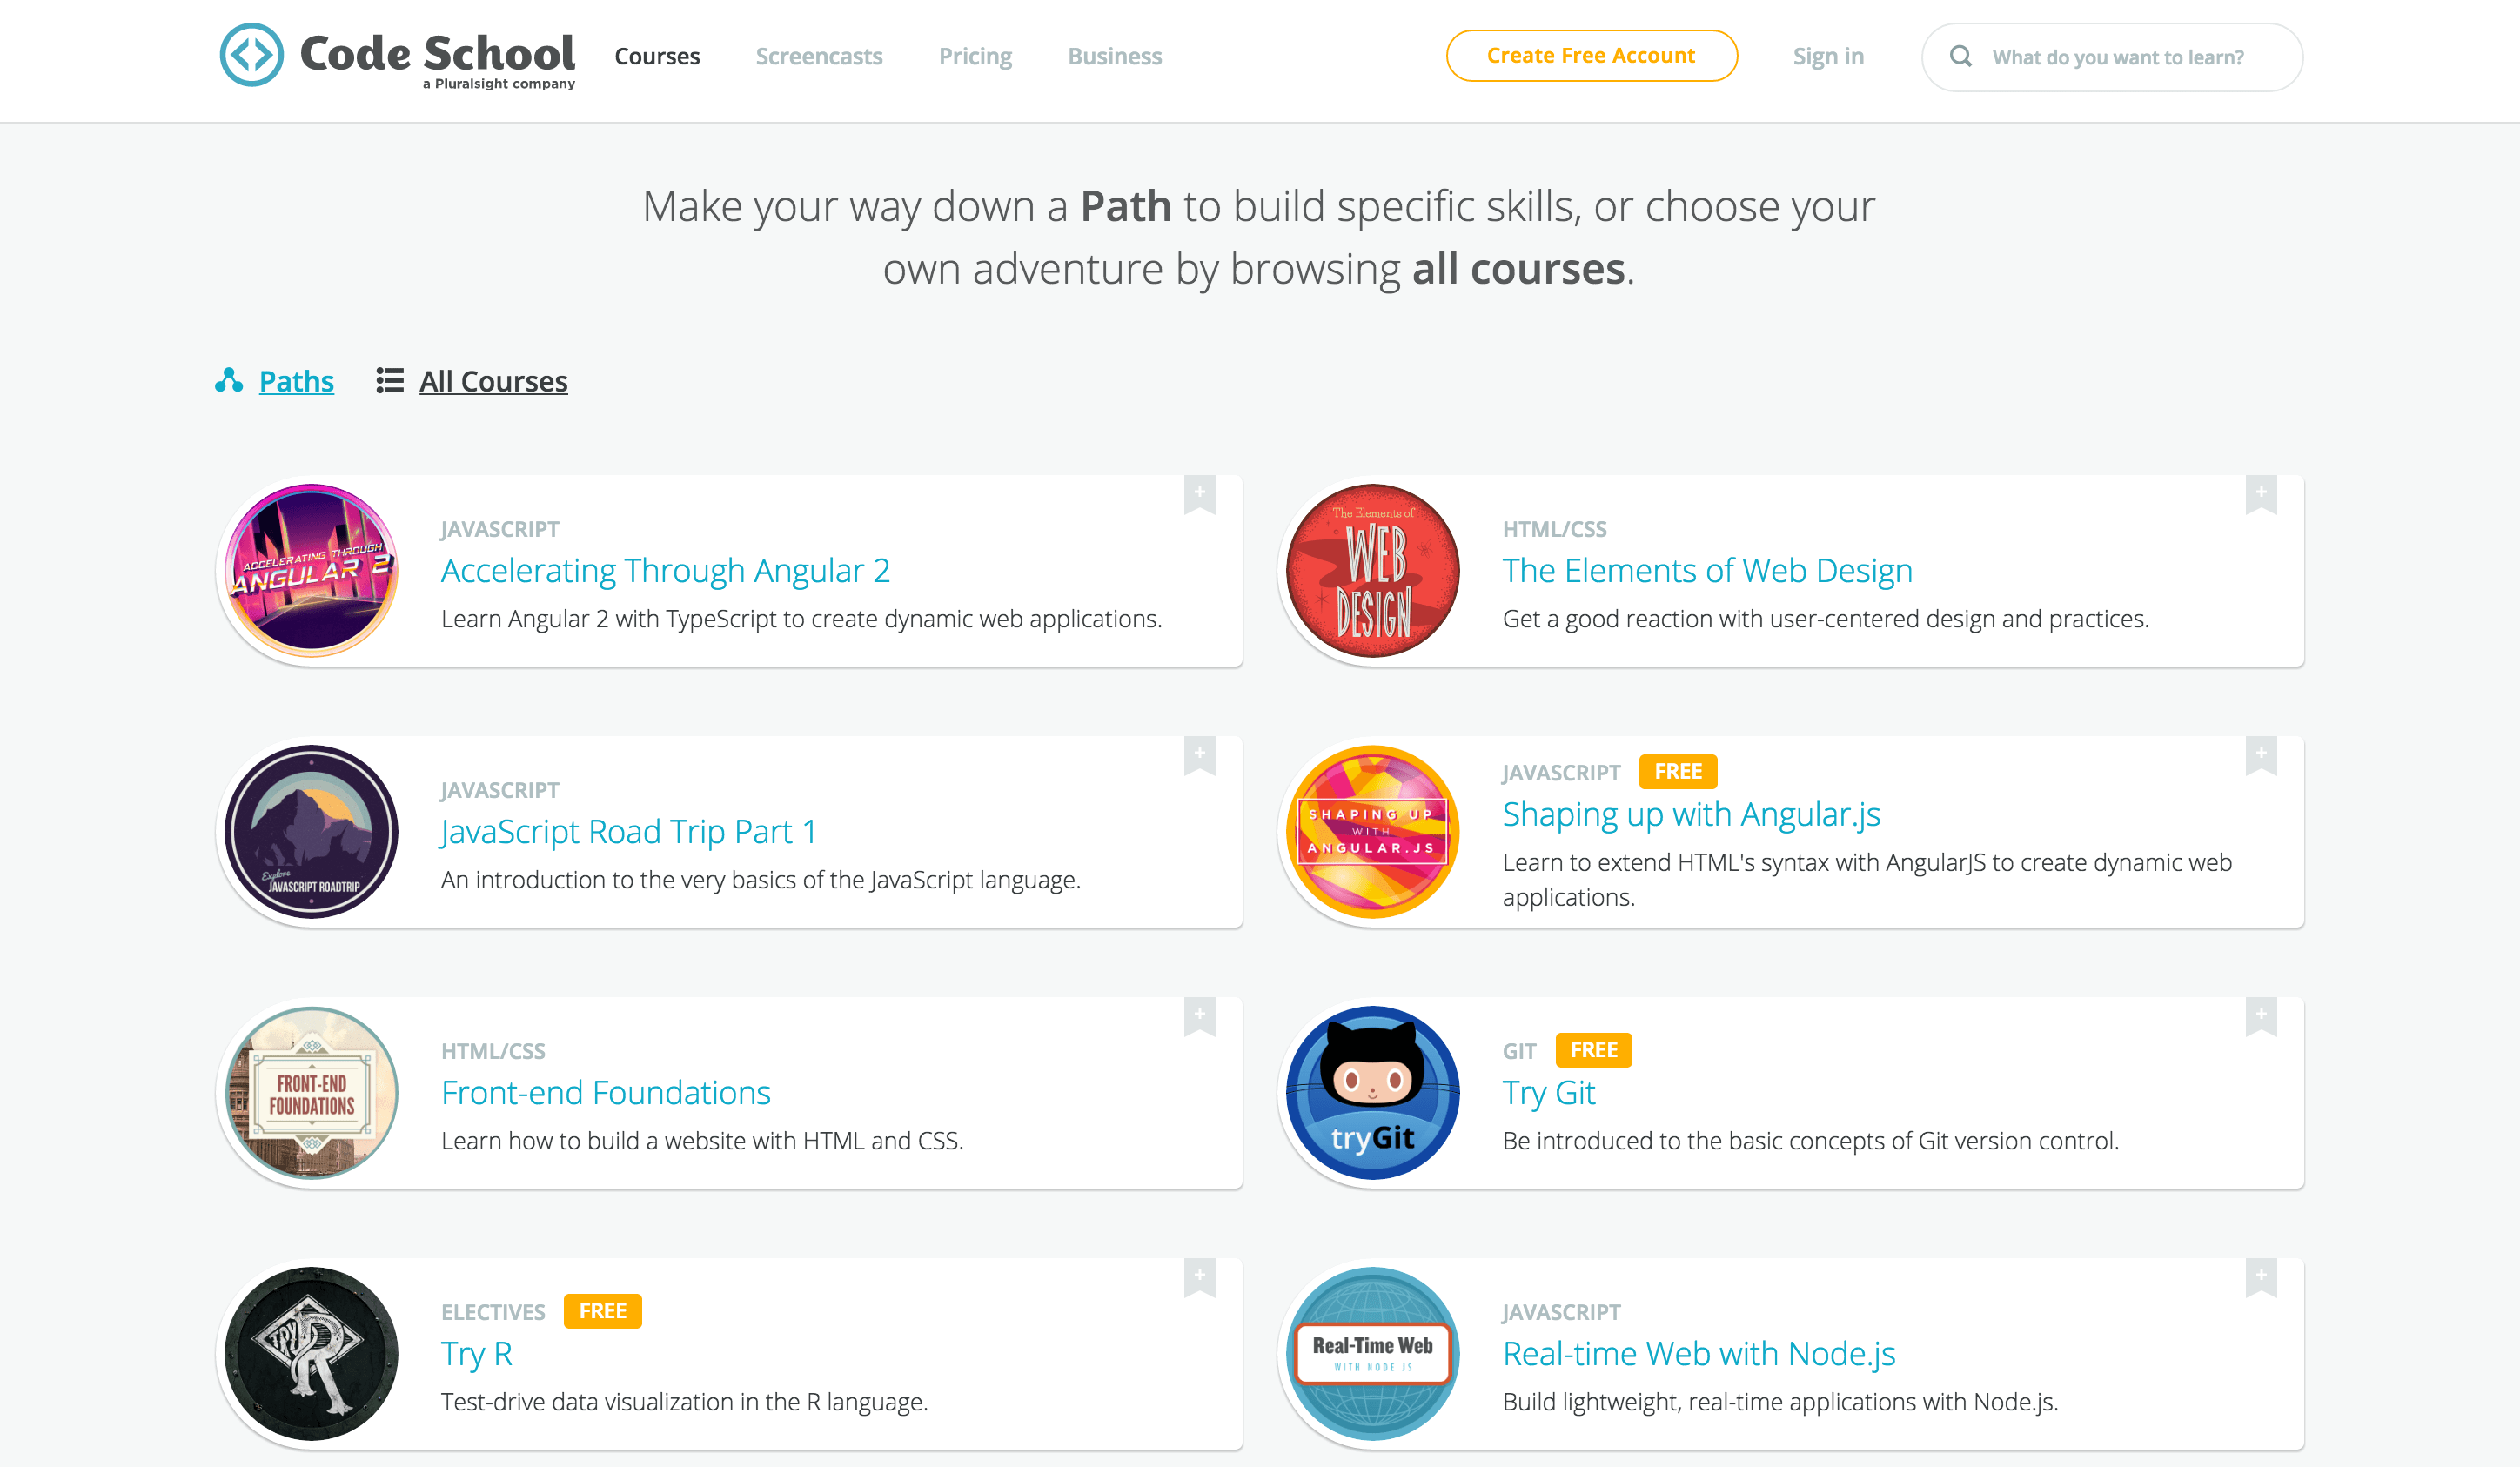 Code School
a Pluralsight company
Courses
Screencasts
Pricing
Business
Create Free Account
Sign in
What do you want to learn?
Make your way down a Path to build specific skills, or choose your
own adventure by browsing all courses.
Paths
All Courses
ACCELERATING THROUGH
ANGULAR 2
JAVASCRIPT
Accelerating Through Angular 2
Learn Angular 2 with TypeScript to create dynamic web applications.
The Elements of
WEB
DESIGN
HTML/CSS
The Elements of Web Design
Get a good reaction with user-centered design and practices.
Explore
JAVASCRIPT ROADTRIP
JAVASCRIPT
JavaScript Road Trip Part 1
An introduction to the very basics of the JavaScript language.
SHAPING UP
WITH
ANGULAR.JS
JAVASCRIPT FREE
Shaping up with Angular.js
Learn to extend HTML's syntax with AngularJS to create dynamic web
applications.
FRONT-END
FOUNDATIONS
HTML/CSS
Front-end Foundations
Learn how to build a website with HTML and CSS.
tryGit
GIT FREE
Try Git
Be introduced to the basic concepts of Git version control.
TRY R
ELECTIVES FREE
Try R
Test-drive data visualization in the R language.
Real-Time Web
WITH NODE JS
JAVASCRIPT
Real-time Web with Node.js
Build lightweight, real-time applications with Node.js.